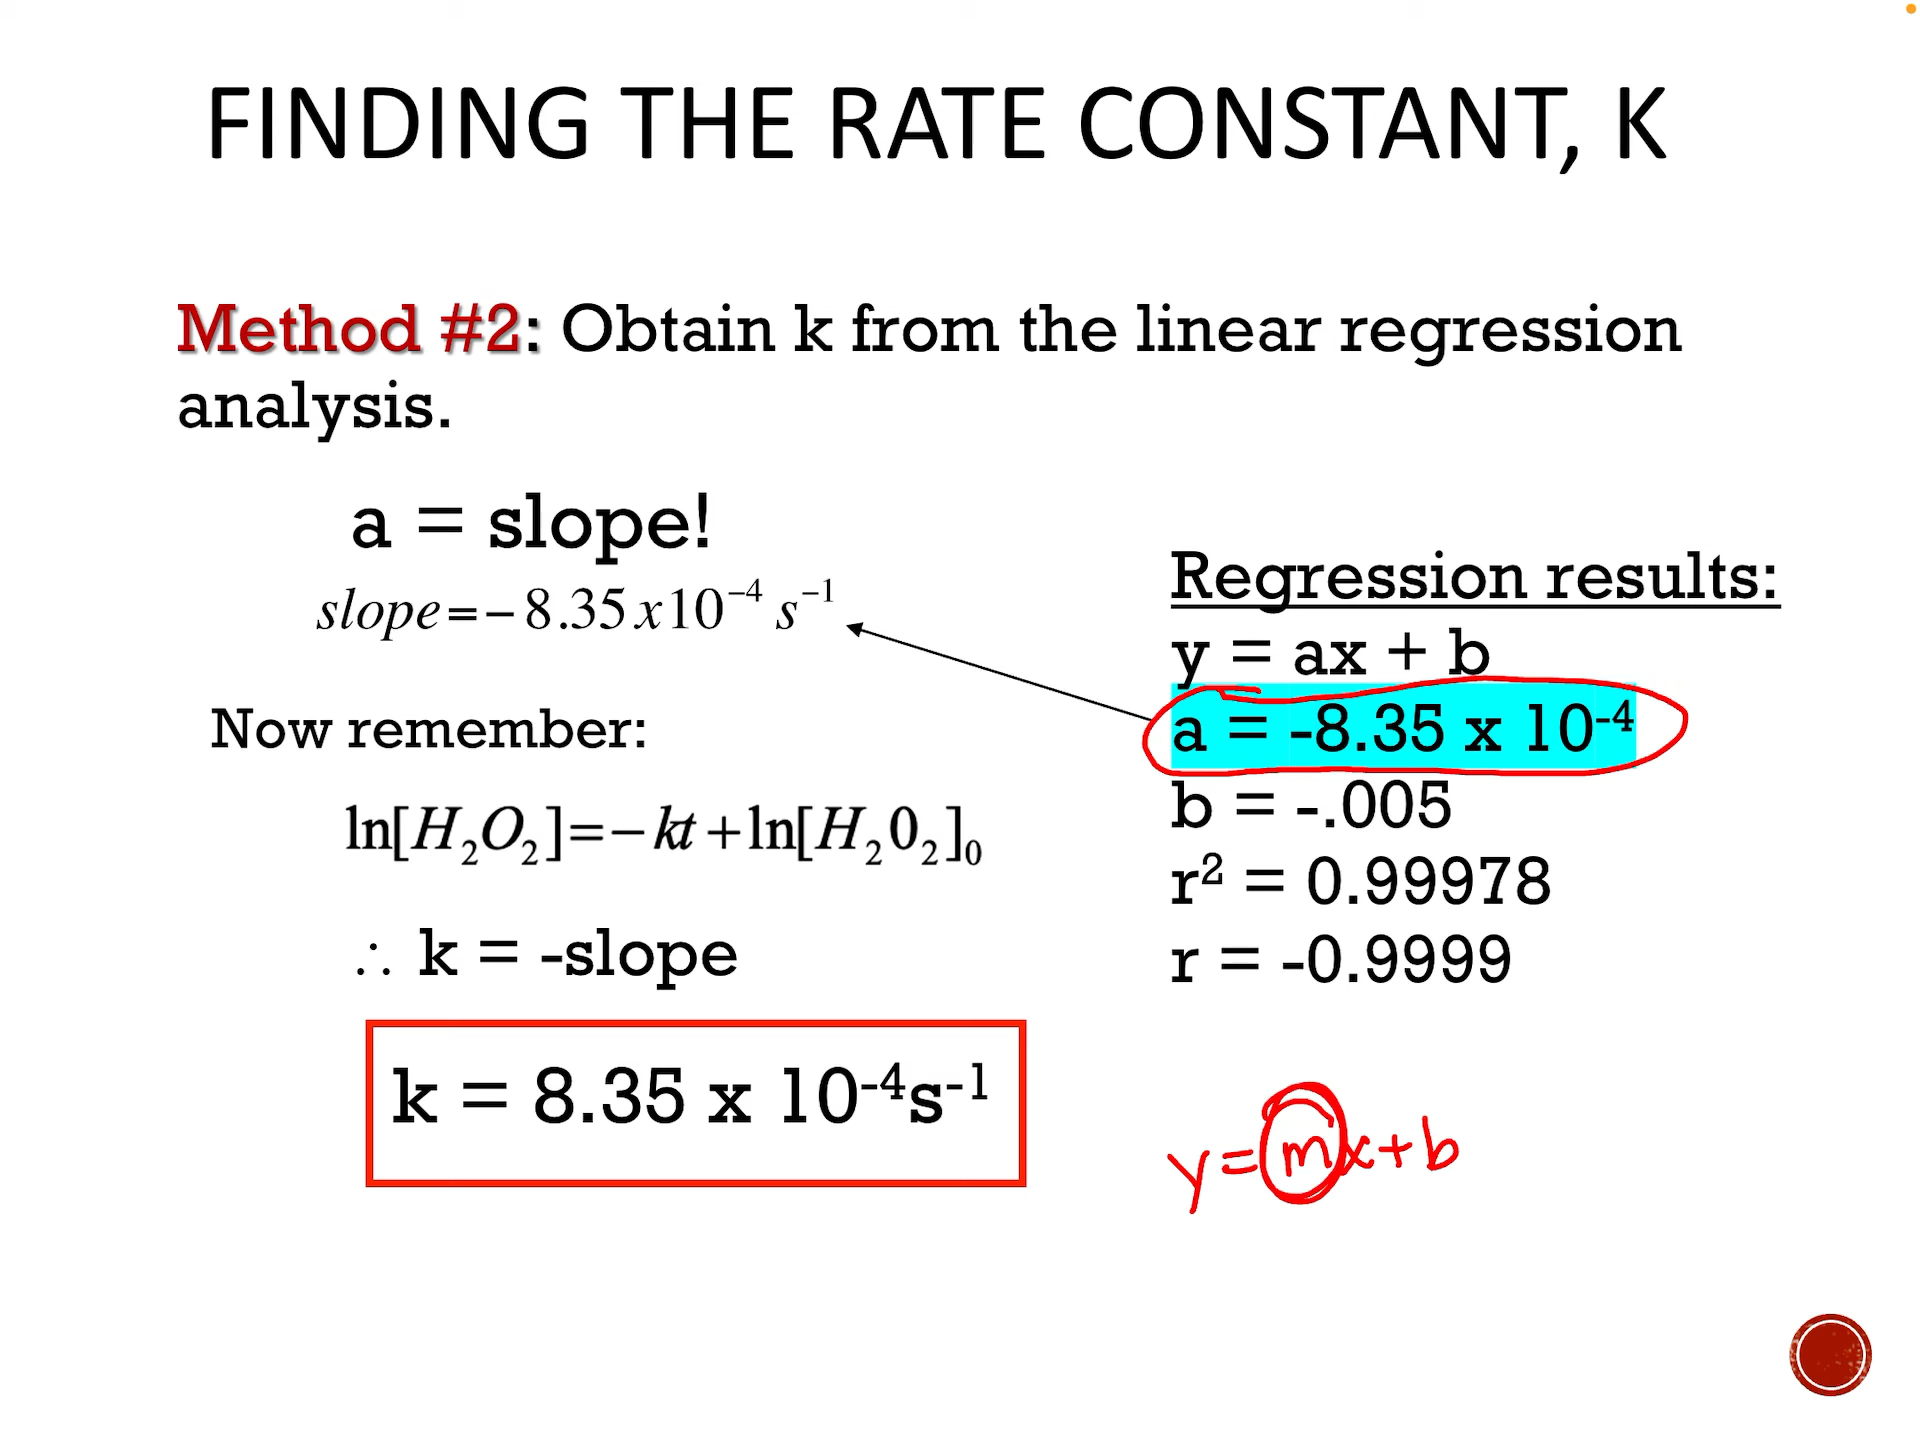 FINDING THE RATE CONSTANT, K
Method #2: Obtain k from the linear regression
analysis.
a = slope!
slope = − 8.35 x 10⁻⁴ s⁻¹
Now remember:
ln[H₂O₂] = − kt + ln[H₂0₂]₀
∴ k = -slope
k = 8.35 x 10⁻⁴s⁻¹
Regression results:
y = ax + b
a = -8.35 x 10⁻⁴
b = -.005
r² = 0.99978
r = -0.9999
y = mx + b